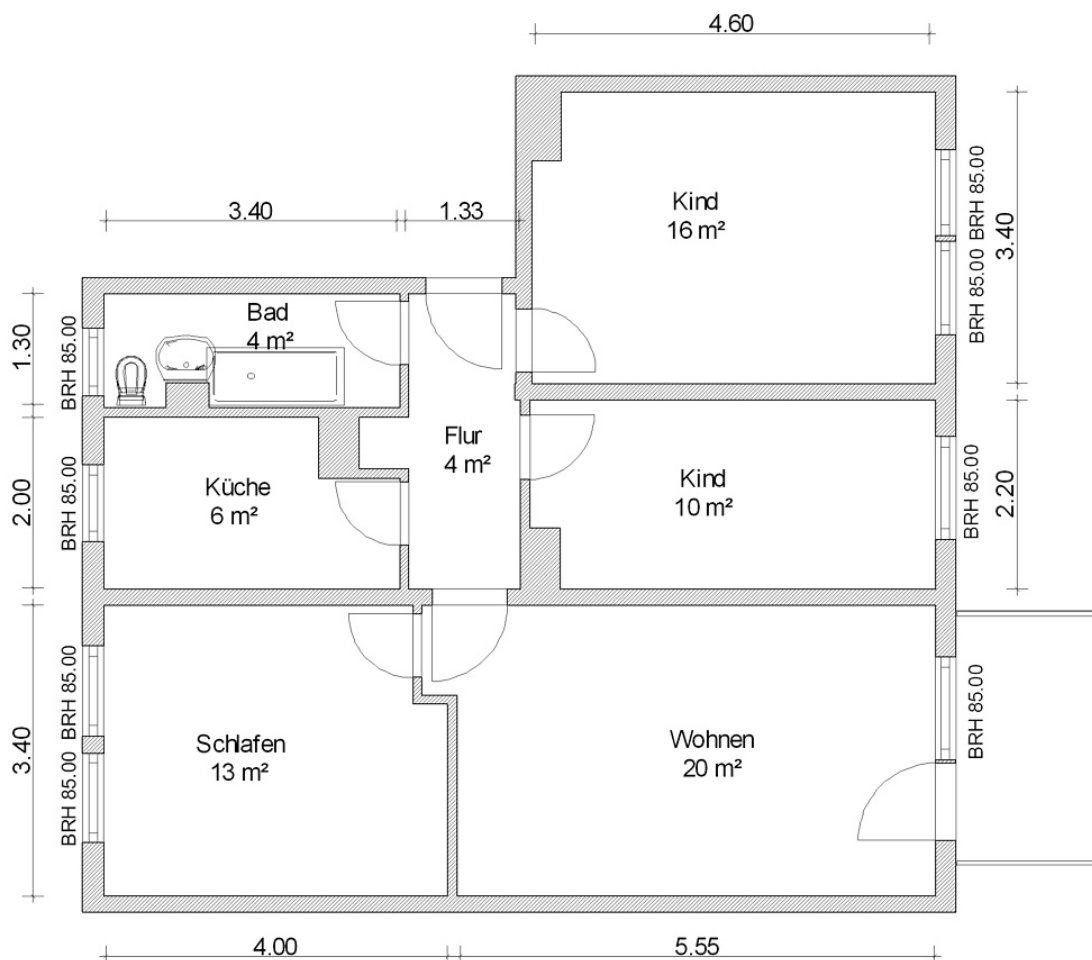 4.60
3.40
1.33
Kind
16 m²
BRH 85.00
BRH 85.00
3.40
1.30
BRH 85.00
Bad
4 m²
Flur
4 m²
Kind
10 m²
BRH 85.00
2.20
2.00
BRH 85.00
Küche
6 m²
3.40
BRH 85.00
BRH 85.00
Schlafen
13 m²
Wohnen
20 m²
BRH 85.00
4.00
5.55